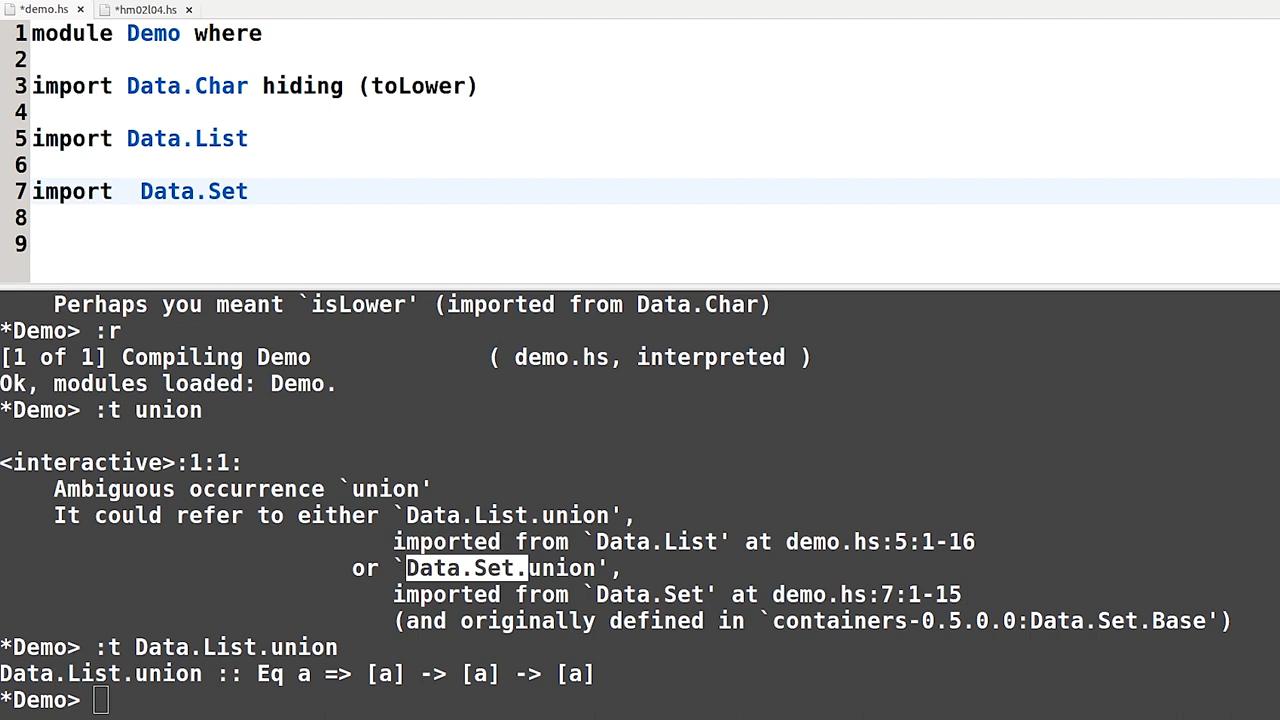 *demo.hs × *hm02l04.hs ×
1 module Demo where
2
3 import Data.Char hiding (toLower)
4
5 import Data.List
6
7 import  Data.Set
8
9
    Perhaps you meant `isLower' (imported from Data.Char)
*Demo> :r
[1 of 1] Compiling Demo             ( demo.hs, interpreted )
Ok, modules loaded: Demo.
*Demo> :t union
<interactive>:1:1:
    Ambiguous occurrence `union'
    It could refer to either `Data.List.union',
                             imported from `Data.List' at demo.hs:5:1-16
                          or `Data.Set.union',
                             imported from `Data.Set' at demo.hs:7:1-15
                             (and originally defined in `containers-0.5.0.0:Data.Set.Base')
*Demo> :t Data.List.union
Data.List.union :: Eq a => [a] -> [a] -> [a]
*Demo>